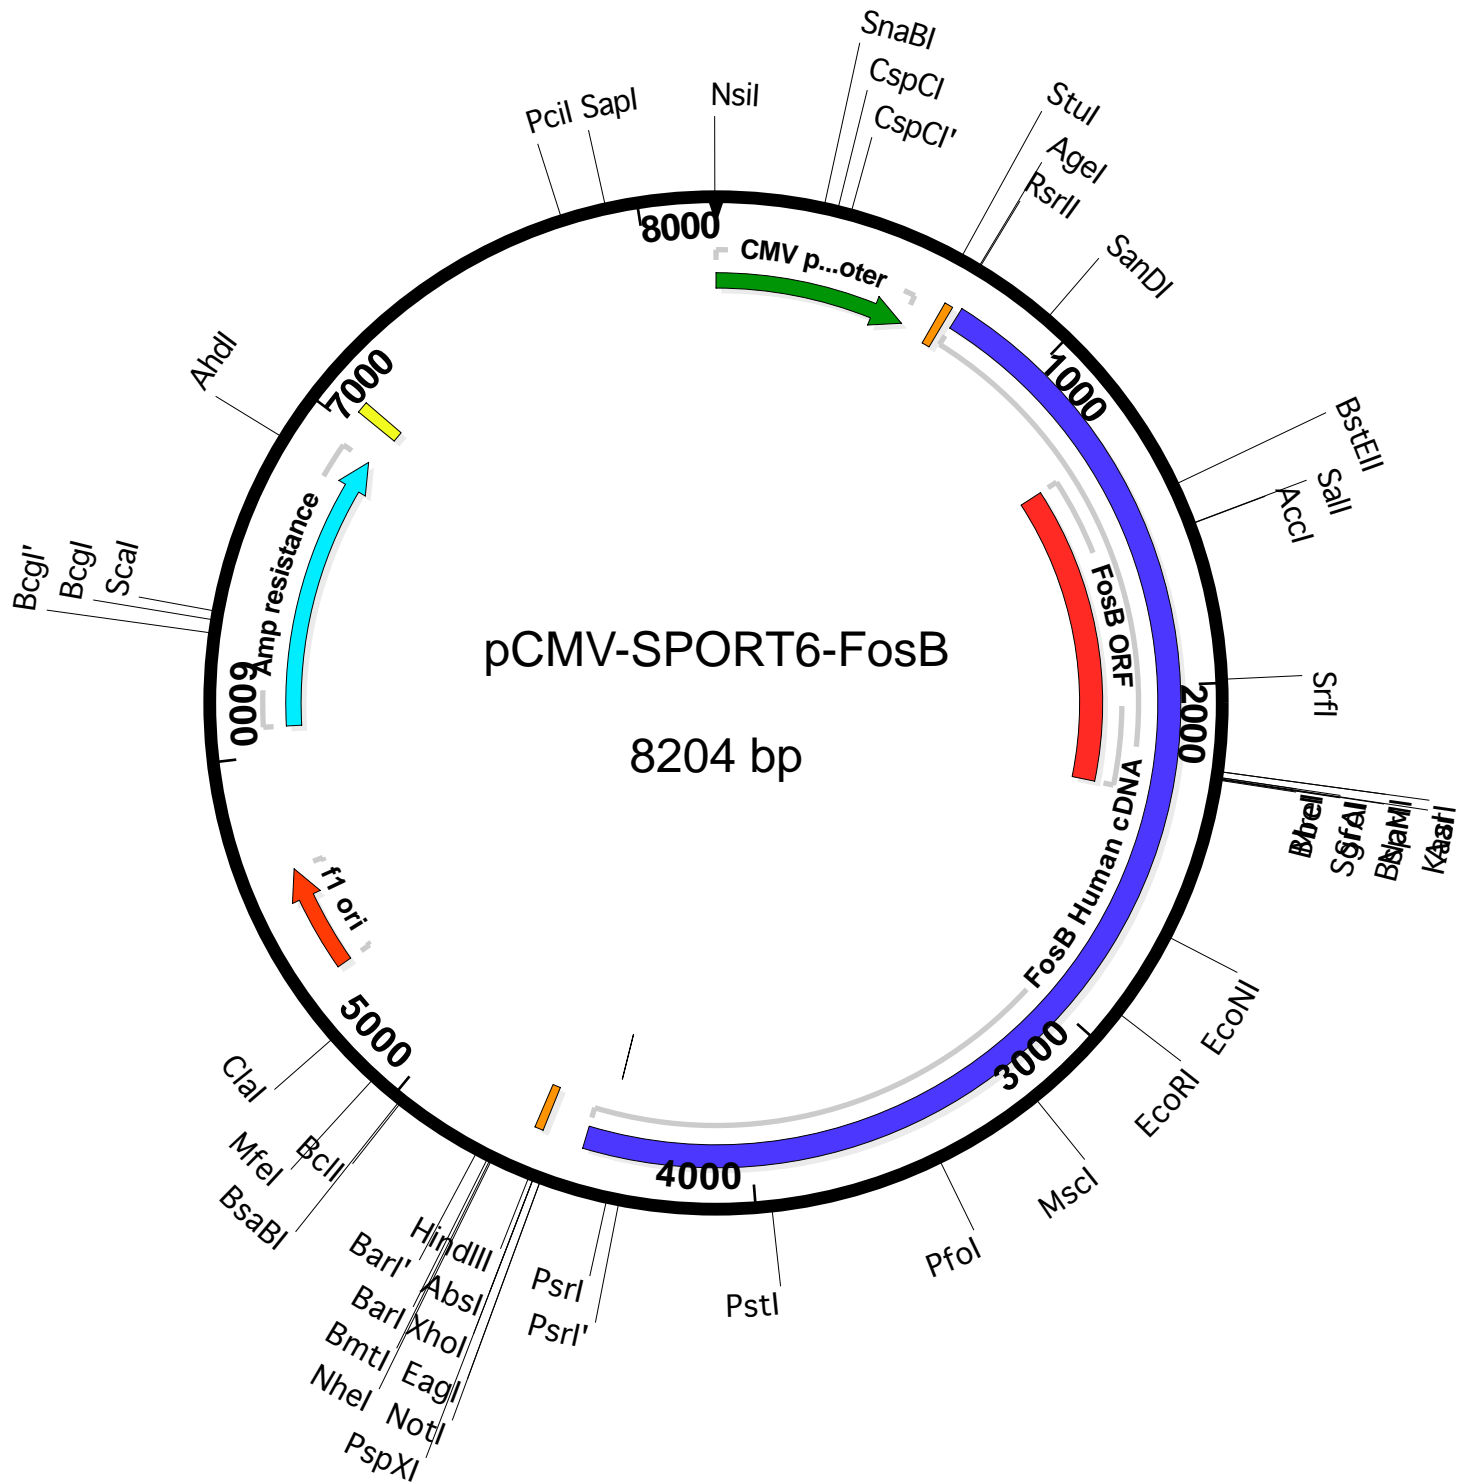 pCMV-SPORT6-FosB
8204 bp
NsiI
SnaBI
CspCI
CspCI'
StuI
AgeI
RsrII
SanDI
BstEII
SalI
AccI
SrfI
EcoNI
EcoRI
MscI
PfoI
PstI
PsrI'
PsrI
HindIII
AbsI
XhoI
EagI
NotI
PspXI
BarI'
BarI
BmtI
NheI
BclI
BsaBI
MfeI
ClaI
BcgI'
BcgI
ScaI
AhdI
PciI
SapI
1000
2000
3000
4000
5000
6000
7000
8000
CMV p...oter
FosB ORF
FosB Human cDNA
f1 ori
Amp resistance